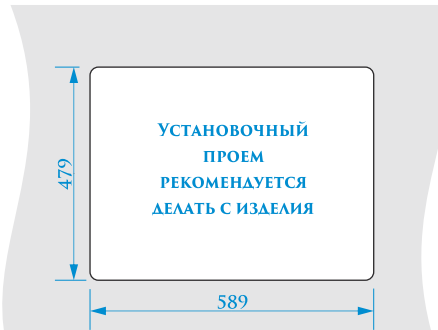 Установочный
проем
рекомендуется
делать с изделия
479
589